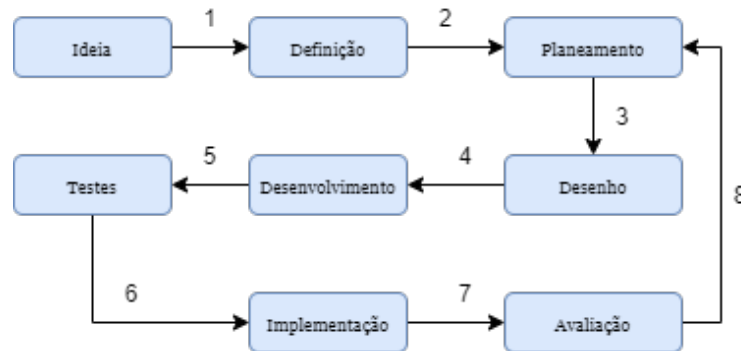 1
2
Ideia
Definição
Planeamento
3
5
4
Testes
Desenvolvimento
Desenho
8
6
7
Implementação
Avaliação